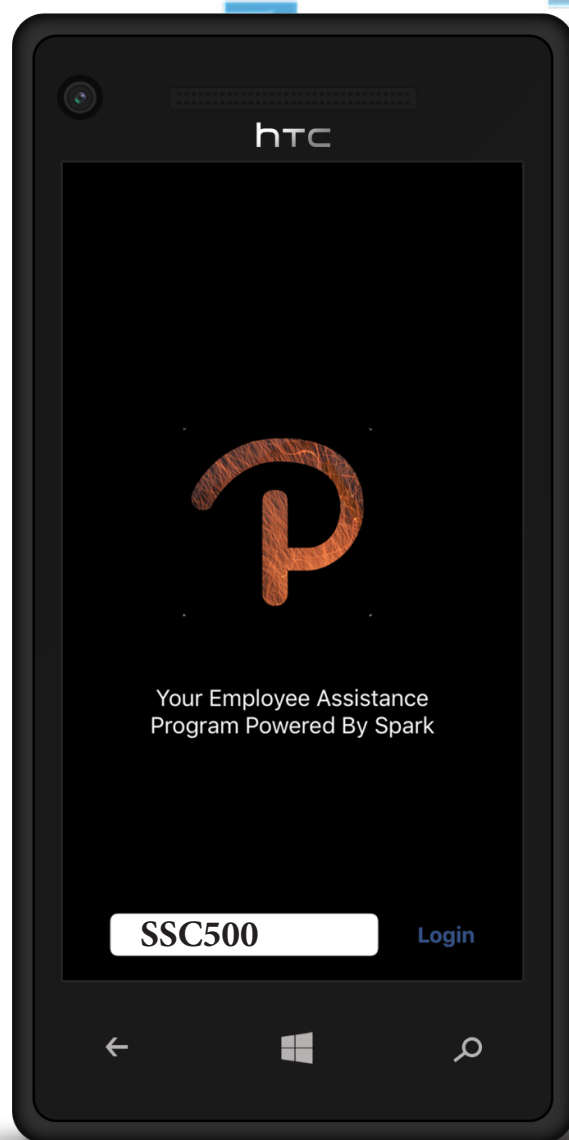 hTC
Your Employee Assistance
Program Powered By Spark
SSC500
Login